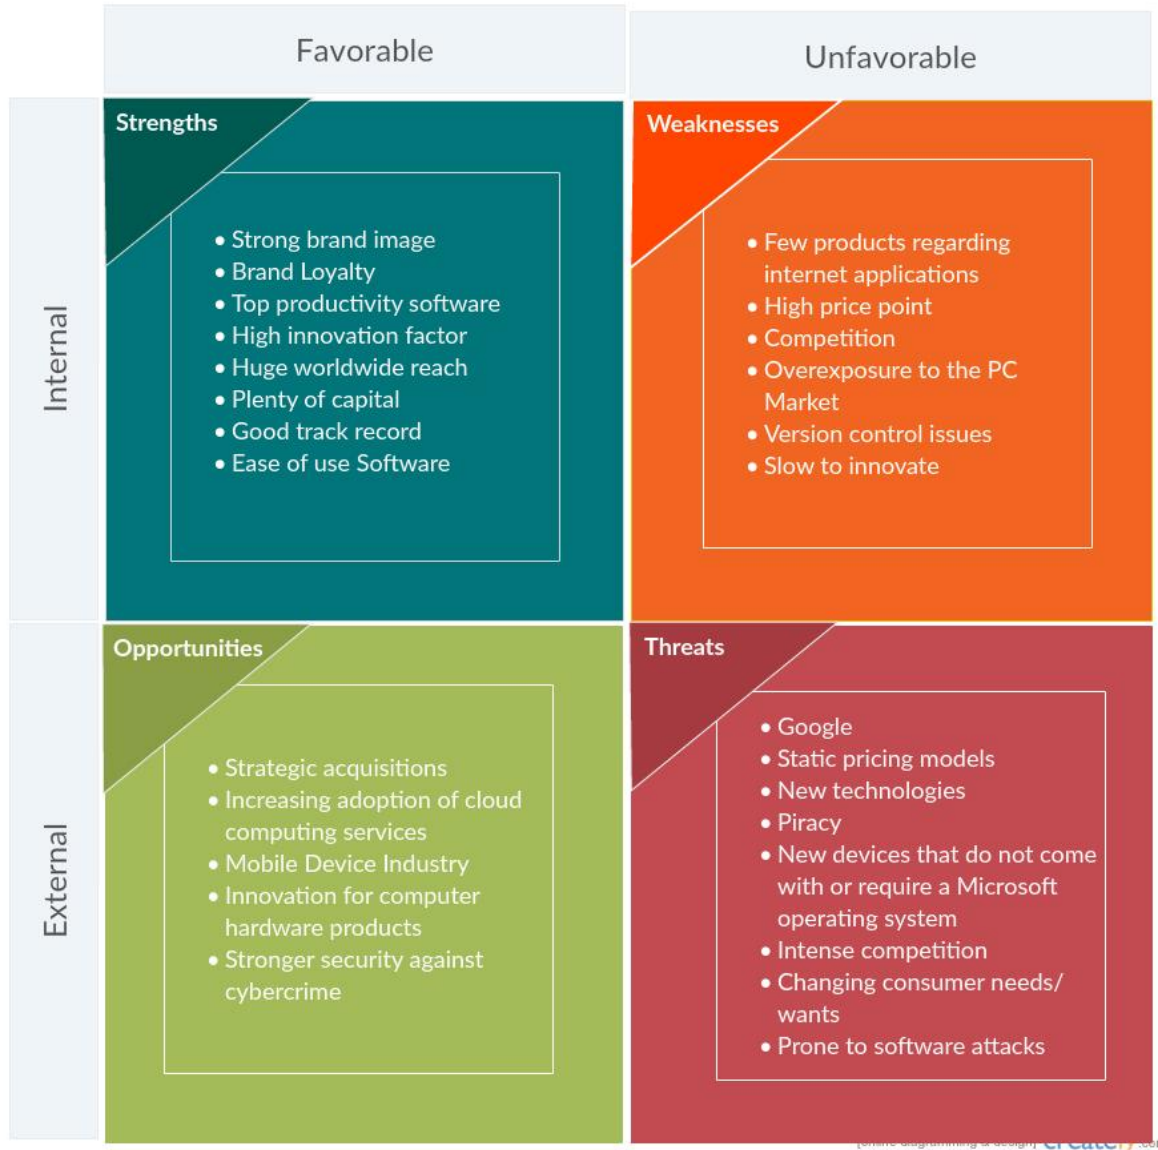 Favorable
Unfavorable
Internal
Strengths
• Strong brand image
• Brand Loyalty
• Top productivity software
• High innovation factor
• Huge worldwide reach
• Plenty of capital
• Good track record
• Ease of use Software
Weaknesses
• Few products regarding
internet applications
• High price point
• Competition
• Overexposure to the PC
Market
• Version control issues
• Slow to innovate
External
Opportunities
• Strategic acquisitions
• Increasing adoption of cloud
computing services
• Mobile Device Industry
• Innovation for computer
hardware products
• Stronger security against
cybercrime
Threats
• Google
• Static pricing models
• New technologies
• Piracy
• New devices that do not come
with or require a Microsoft
operating system
• Intense competition
• Changing consumer needs/
wants
• Prone to software attacks
[online diagramming & design] creately.com